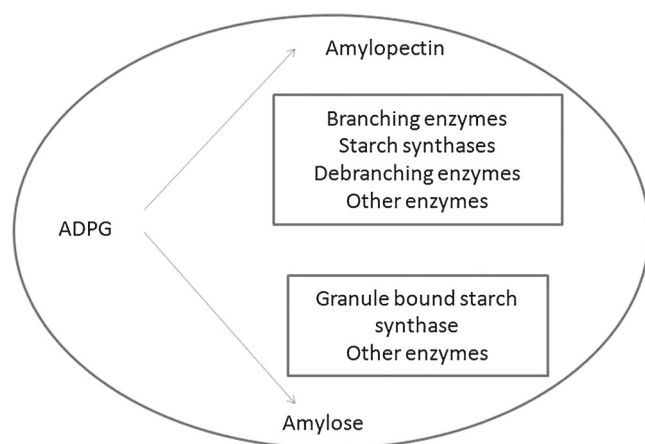 Amylopectin
Branching enzymes
Starch synthases
Debranching enzymes
Other enzymes
ADPG
Granule bound starch
synthase
Other enzymes
Amylose